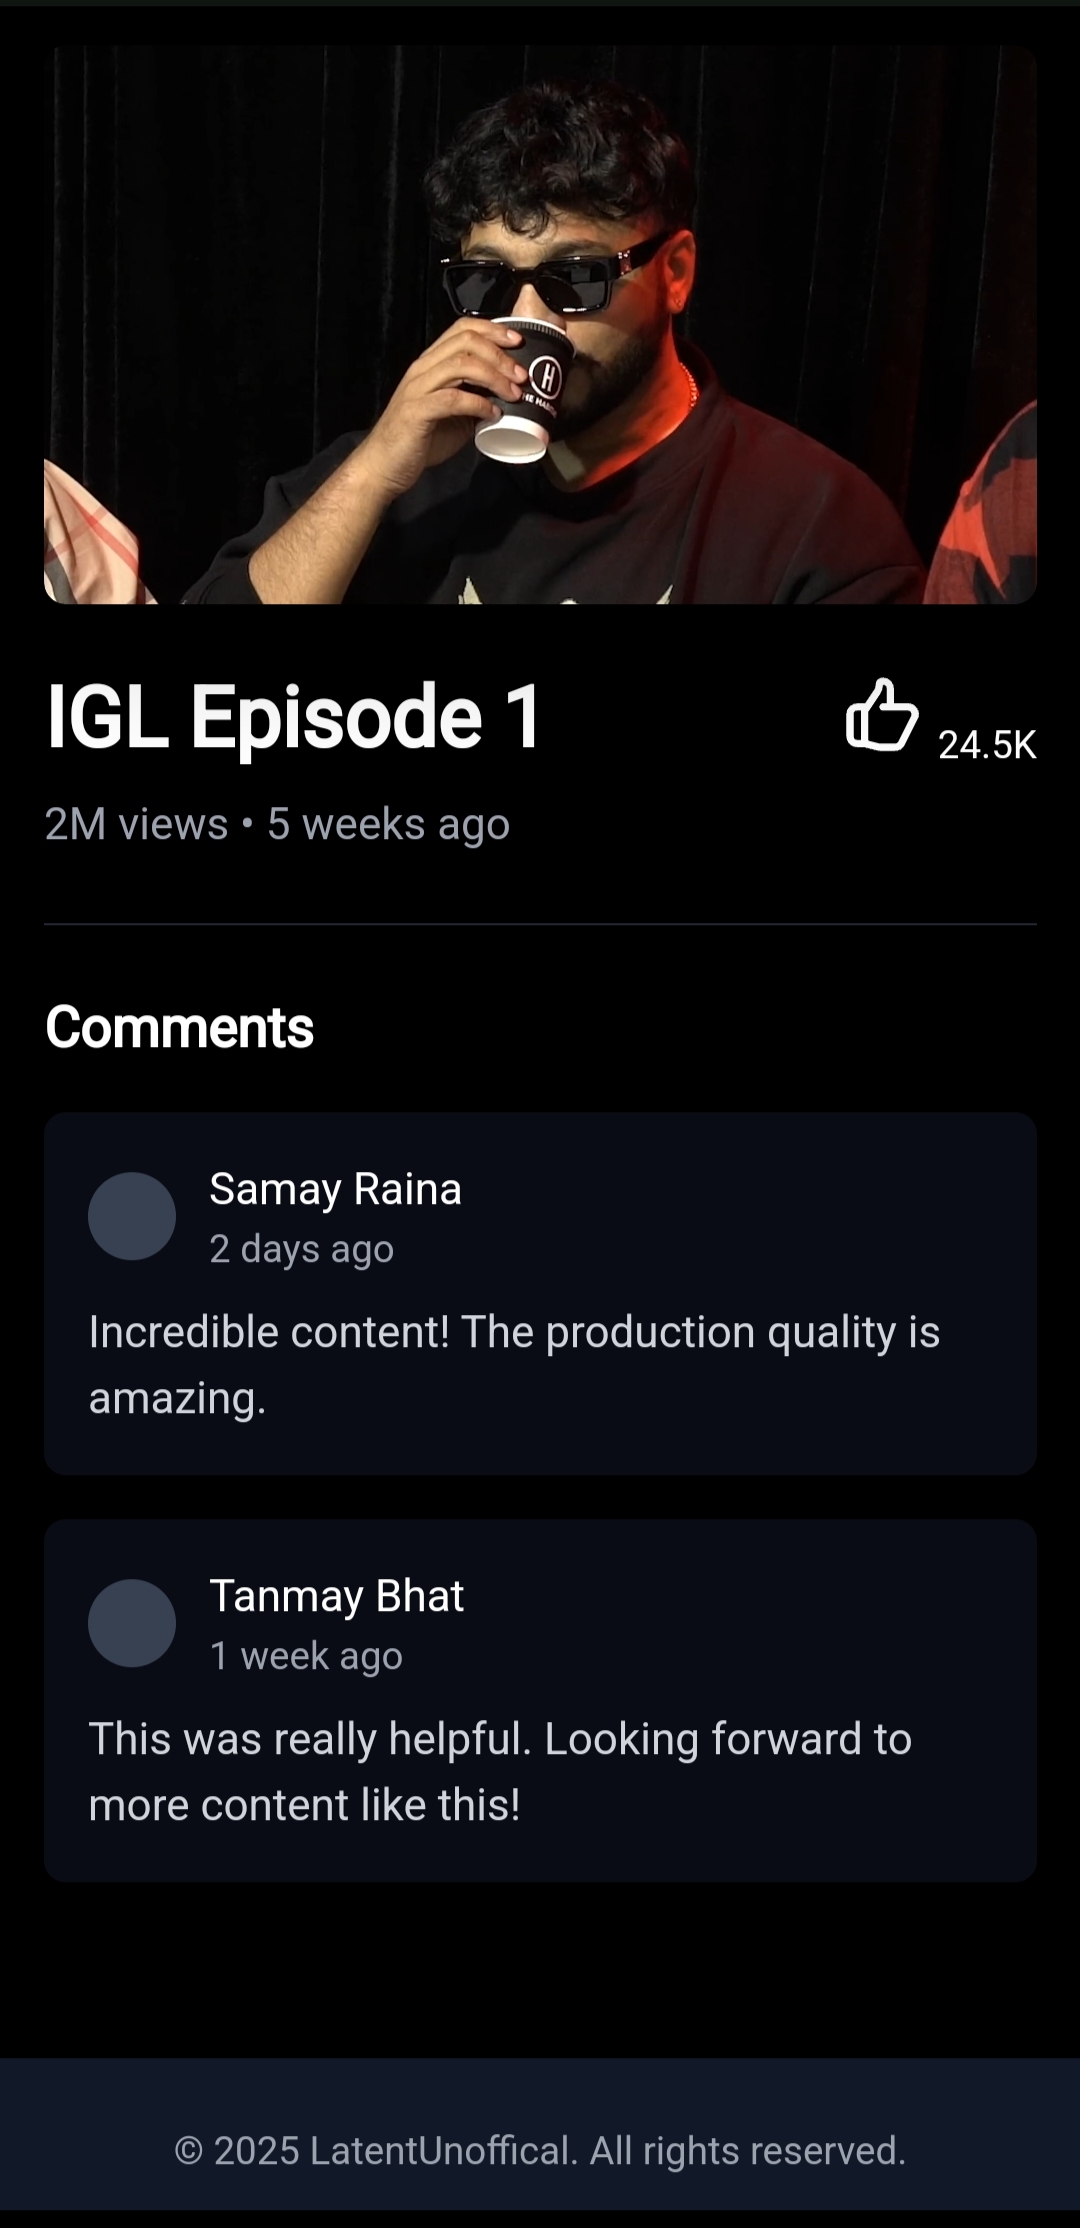 H
IGL Episode 1
24.5K
2M views • 5 weeks ago
Comments
Samay Raina
2 days ago
Incredible content! The production quality is
amazing.
Tanmay Bhat
1 week ago
This was really helpful. Looking forward to
more content like this!
© 2025 LatentUnoffical. All rights reserved.